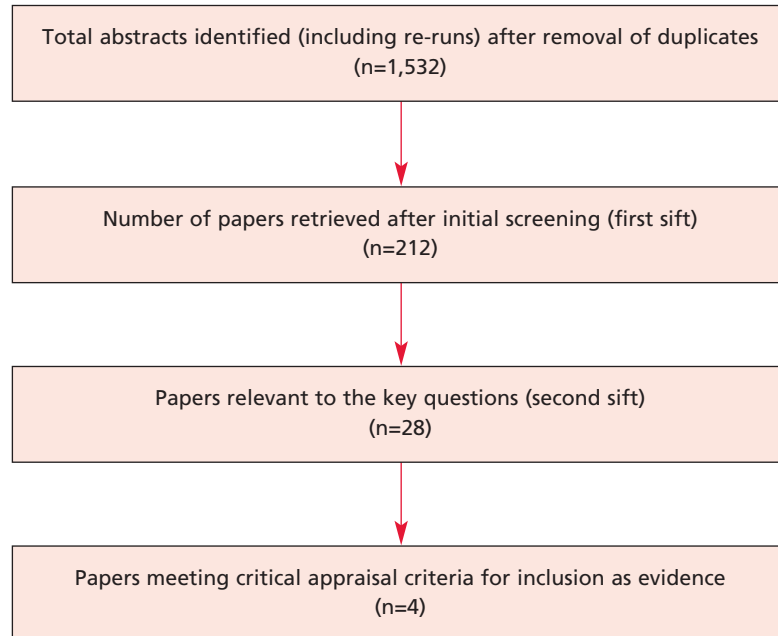 Total abstracts identified (including re-runs) after removal of duplicates
(n=1,532)
Number of papers retrieved after initial screening (first sift)
(n=212)
Papers relevant to the key questions (second sift)
(n=28)
Papers meeting critical appraisal criteria for inclusion as evidence
(n=4)